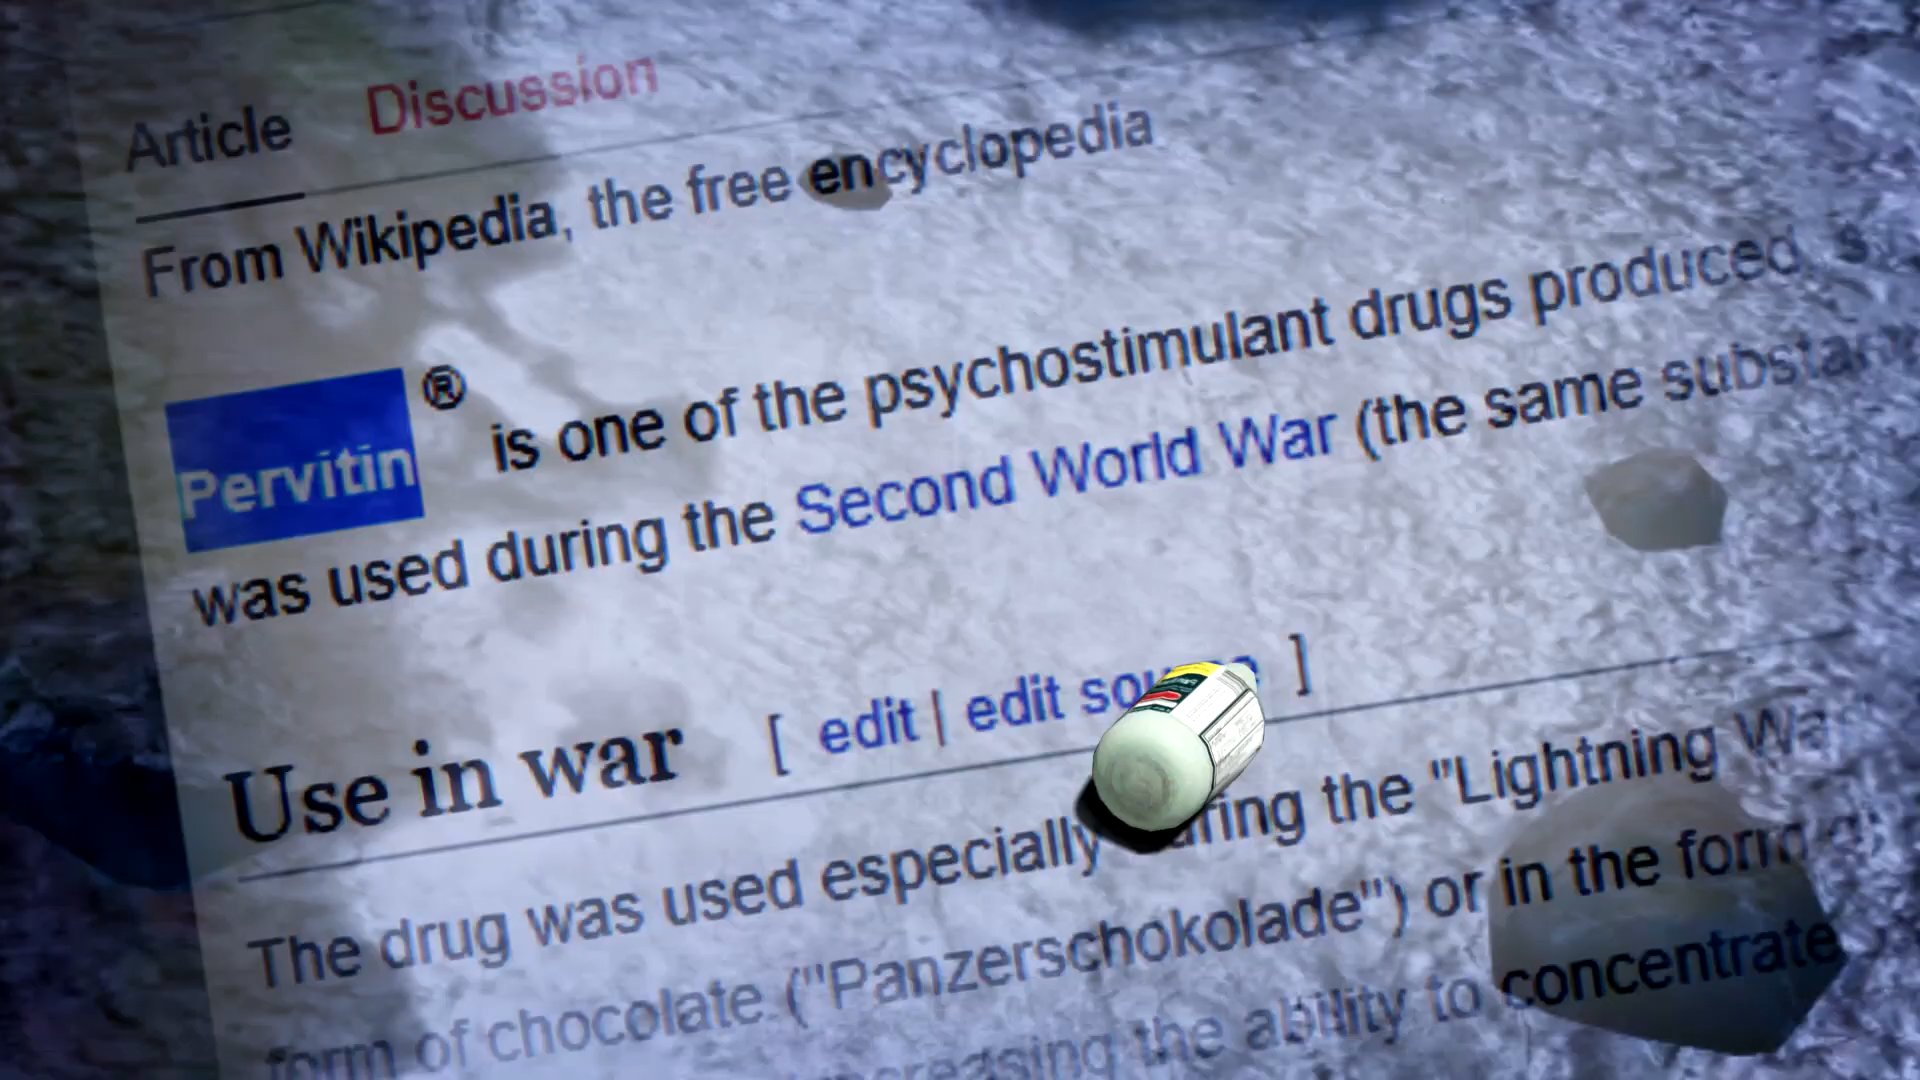 Article Discussion
From Wikipedia, the free encyclopedia
Pervitin® is one of the psychostimulant drugs produced,
was used during the Second World War (the same
Use in war [ edit | edit ]
The drug was used especially the "Lightning
form of chocolate ("Panzerschokolade") or in the form
the ability to concentrate